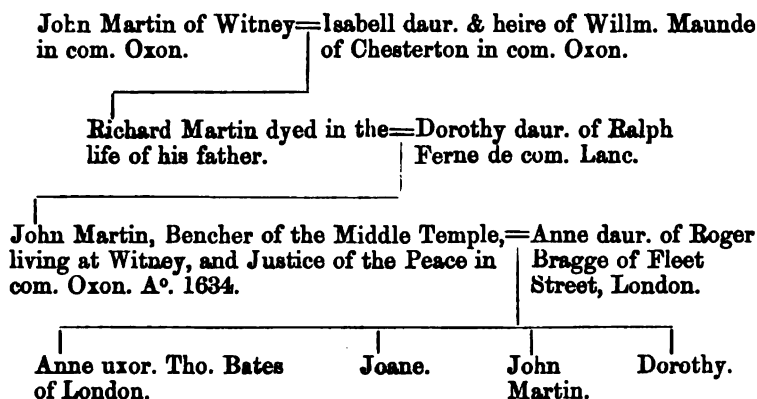 John Martin of Witney=Isabell daur. & heire of Willm. Maunde
in com. Oxon. of Chesterton in com. Oxon.
Richard Martin dyed in the=Dorothy daur. of Ralph
life of his father. Ferne de com. Lanc.
John Martin, Bencher of the Middle Temple,=Anne daur. of Roger
living at Witney, and Justice of the Peace in Bragge of Fleet
com. Oxon. Aº. 1634. Street, London.
Anne uxor. Tho. Bates Joane. John Dorothy.
of London. Martin.